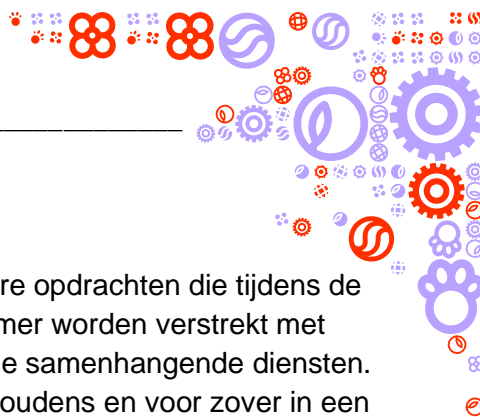 re opdrachten die tijdens de
mer worden verstrekt met
e samenhangende diensten.
oudens en voor zover in een